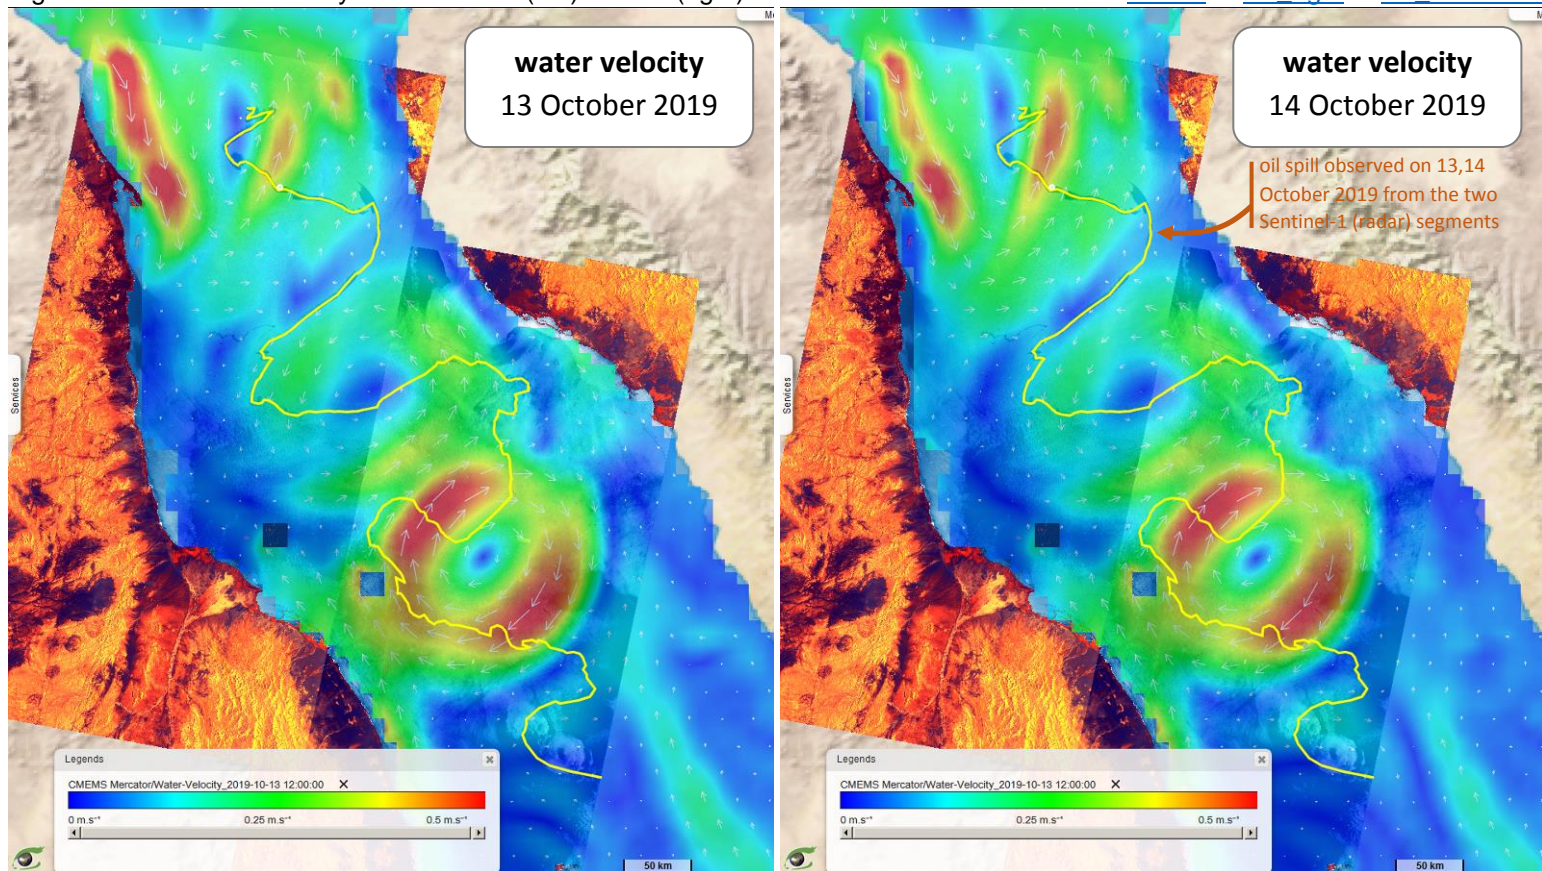 water velocity
13 October 2019
Services
Legends
CMEMS Mercator/Water-Velocity_2019-10-13 12:00:00 X
0 m.s⁻¹ 0.25 m.s⁻¹ 0.5 m.s⁻¹
50 km
water velocity
14 October 2019
oil spill observed on 13,14
October 2019 from the two
Sentinel-1 (radar) segments
Services
Legends
CMEMS Mercator/Water-Velocity_2019-10-13 12:00:00 X
0 m.s⁻¹ 0.25 m.s⁻¹ 0.5 m.s⁻¹
50 km